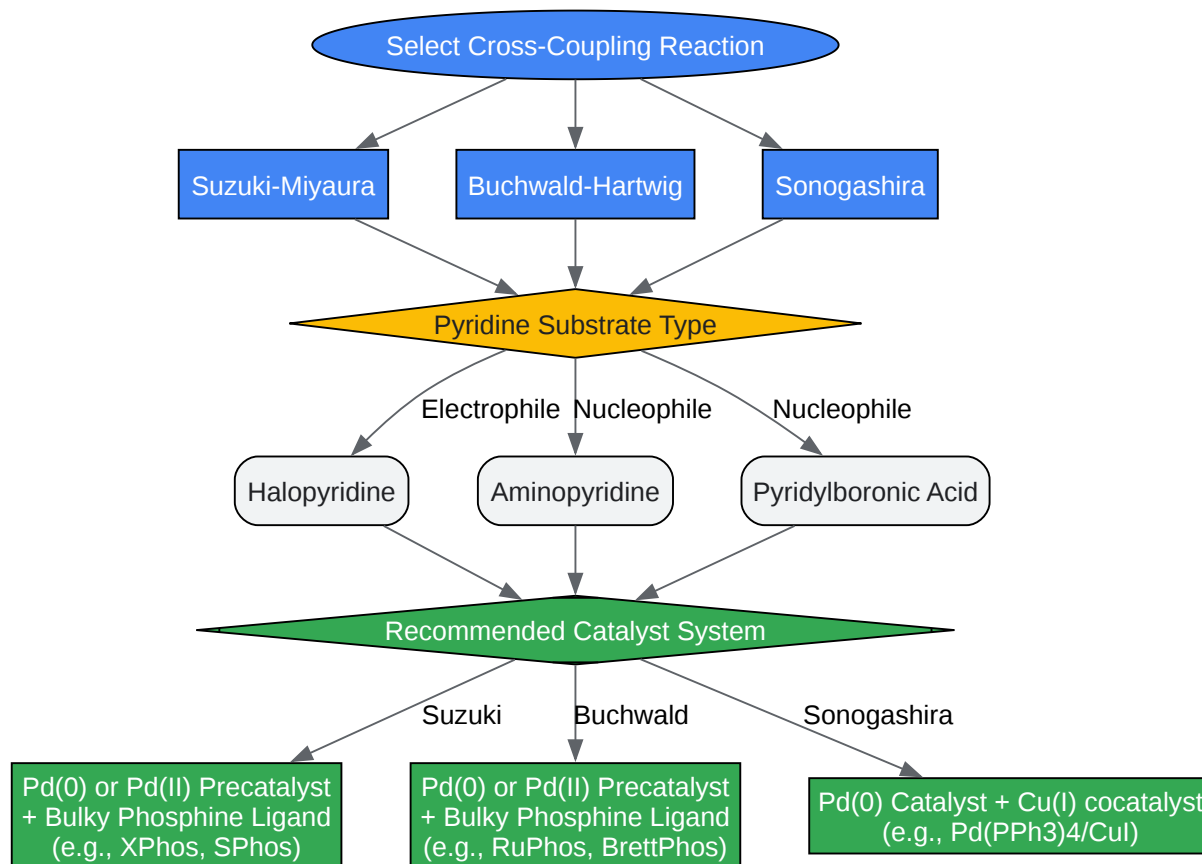 Select Cross-Coupling Reaction
Suzuki-Miyaura
Buchwald-Hartwig
Sonogashira
Pyridine Substrate Type
Electrophile
Nucleophile
Nucleophile
Halopyridine
Aminopyridine
Pyridylboronic Acid
Recommended Catalyst System
Suzuki
Buchwald
Sonogashira
Pd(0) or Pd(II) Precatalyst
+ Bulky Phosphine Ligand
(e.g., XPhos, SPhos)
Pd(0) or Pd(II) Precatalyst
+ Bulky Phosphine Ligand
(e.g., RuPhos, BrettPhos)
Pd(0) Catalyst + Cu(I) cocatalyst
(e.g., Pd(PPh3)4/CuI)